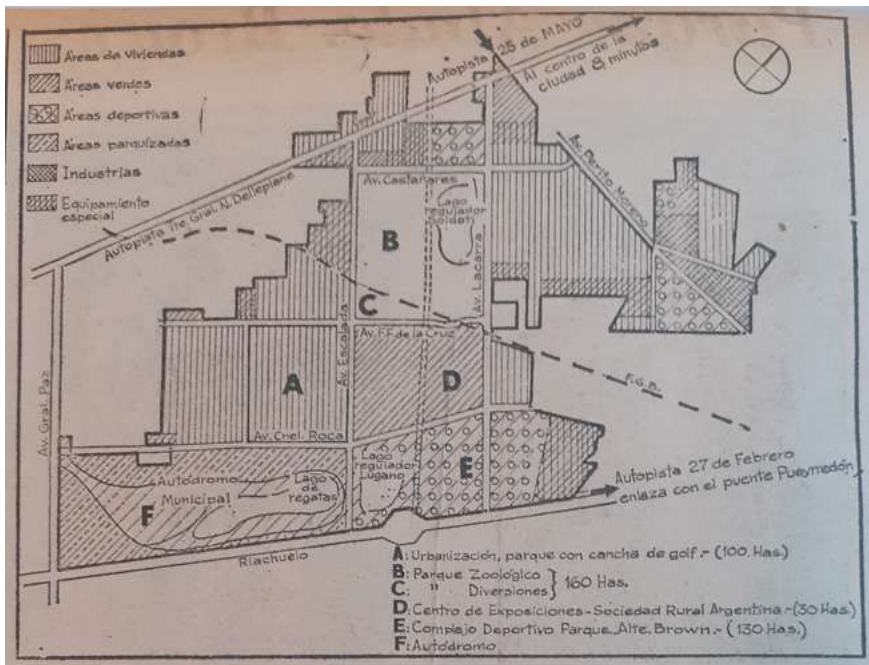 Áreas de Viviendas
Áreas verdes
Áreas deportivas
Áreas parquizadas
Industrias
Equipamiento
especial
Autopista 25 de MAYO
Al centro de la
ciudad 8 minutos
Av. Perito Moreno
Autopista Tte. Gral. N. Dellepiane
Av. Castañares
Lago
regulador
Soldati
B
Av. Lacarra
C
Av. Escalada
Av. F.F. de la Cruz
A
D
F.G.B.
Av. Gral. Paz
Av. Cnel. Roca
Lago
regulador
Lugano
E
Autódromo
Municipal
Lago
de
regatas
F
Riachuelo
Autopista 27 de Febrero
enlaza con el puente Pueyrredón
A: Urbanización, parque con cancha de golf.- (100 Has.)
B: Parque Zoológico
C: " Diversiones } 160 Has.
D: Centro de Exposiciones-Sociedad Rural Argentina.-(30 Has.)
E: Complejo Deportivo Parque Alte. Brown.- (130 Has.)
F: Autódromo